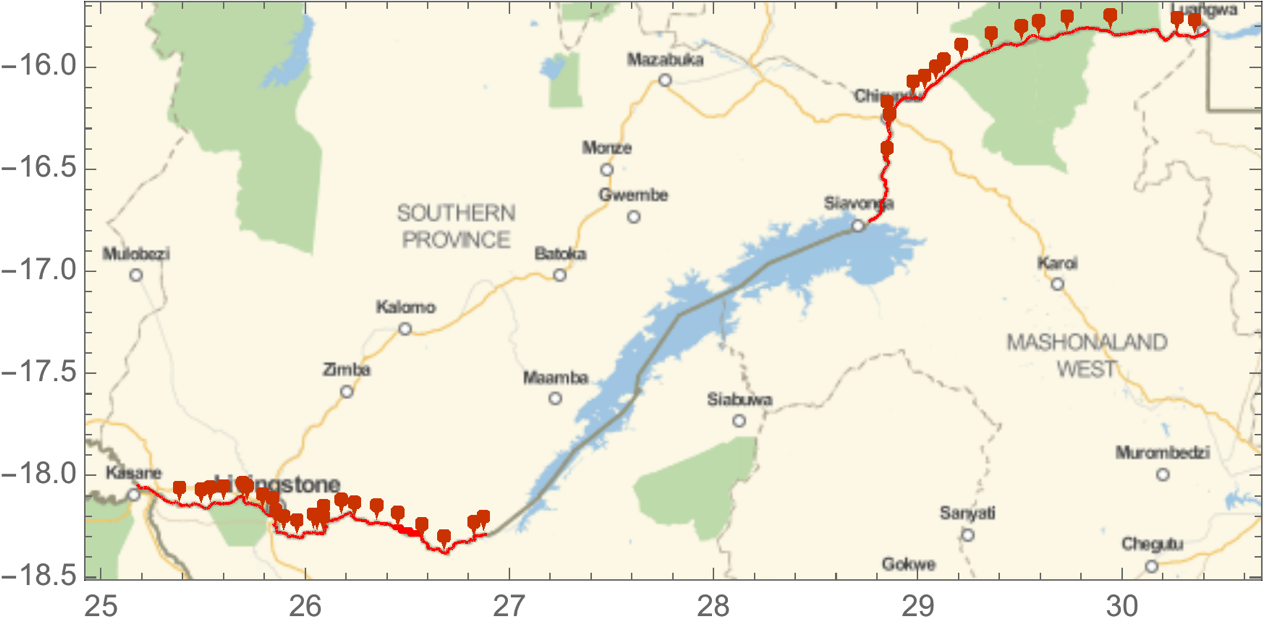 Luangwa
−16.0
Mazabuka
Chirundu
−16.5
Monze
Gwembe
Siavonga
SOUTHERN
PROVINCE
−17.0
Mulobezi
Batoka
Karoi
Kalomo
−17.5
MASHONALAND
WEST
Zimba
Maamba
Siabuwa
−18.0
Kasane
Livingstone
Murombedzi
Sanyati
Chegutu
Gokwe
−18.5
25 26 27 28 29 30